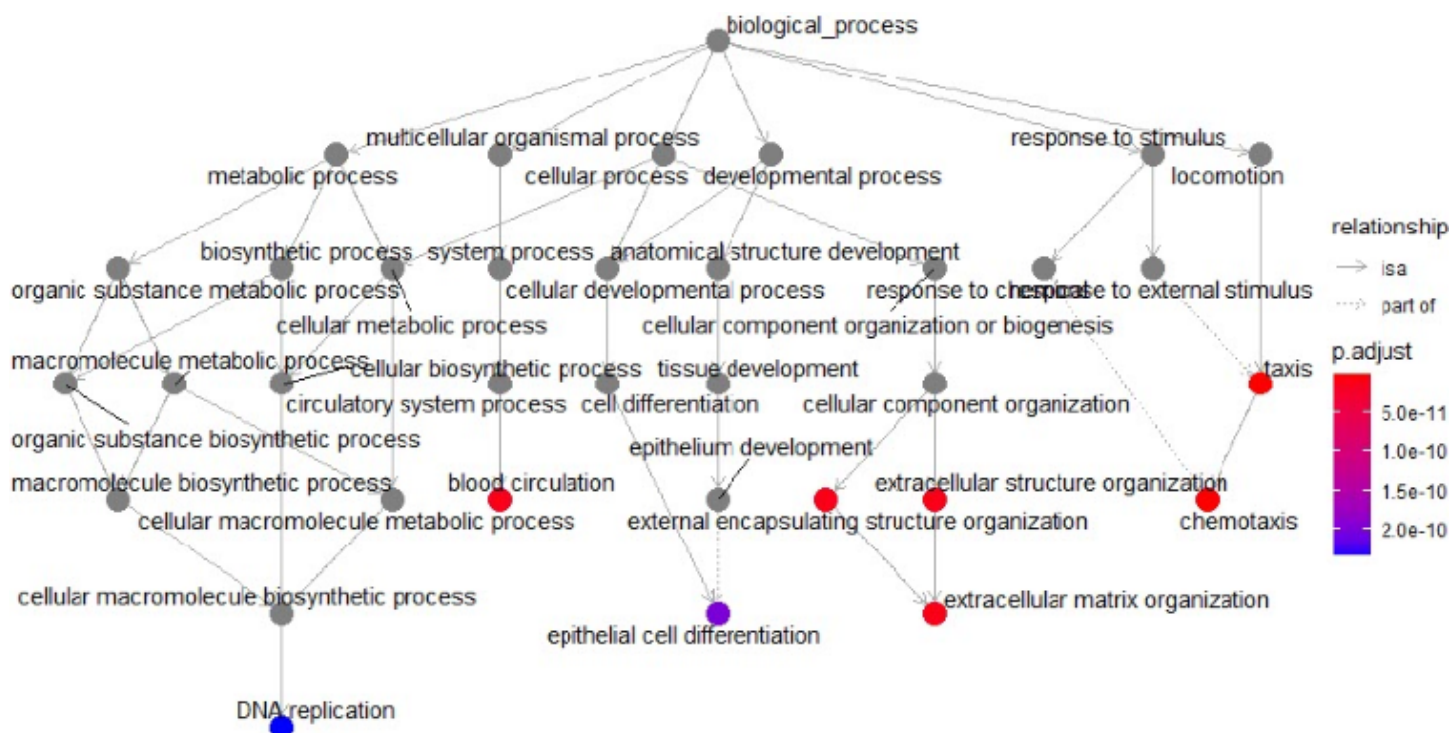 biological_process
multicellular organismal process
response to stimulus
metabolic process
cellular process
developmental process
locomotion
biosynthetic process
system process
anatomical structure development
organic substance metabolic process
cellular developmental process
response to chemical
response to external stimulus
cellular metabolic process
cellular component organization or biogenesis
macromolecule metabolic process
cellular biosynthetic process
tissue development
taxis
circulatory system process
cell differentiation
cellular component organization
organic substance biosynthetic process
epithelium development
macromolecule biosynthetic process
blood circulation
extracellular structure organization
cellular macromolecule metabolic process
external encapsulating structure organization
chemotaxis
cellular macromolecule biosynthetic process
extracellular matrix organization
epithelial cell differentiation
DNA replication
relationship
isa
part of
p.adjust
5.0e-11
1.0e-10
1.5e-10
2.0e-10